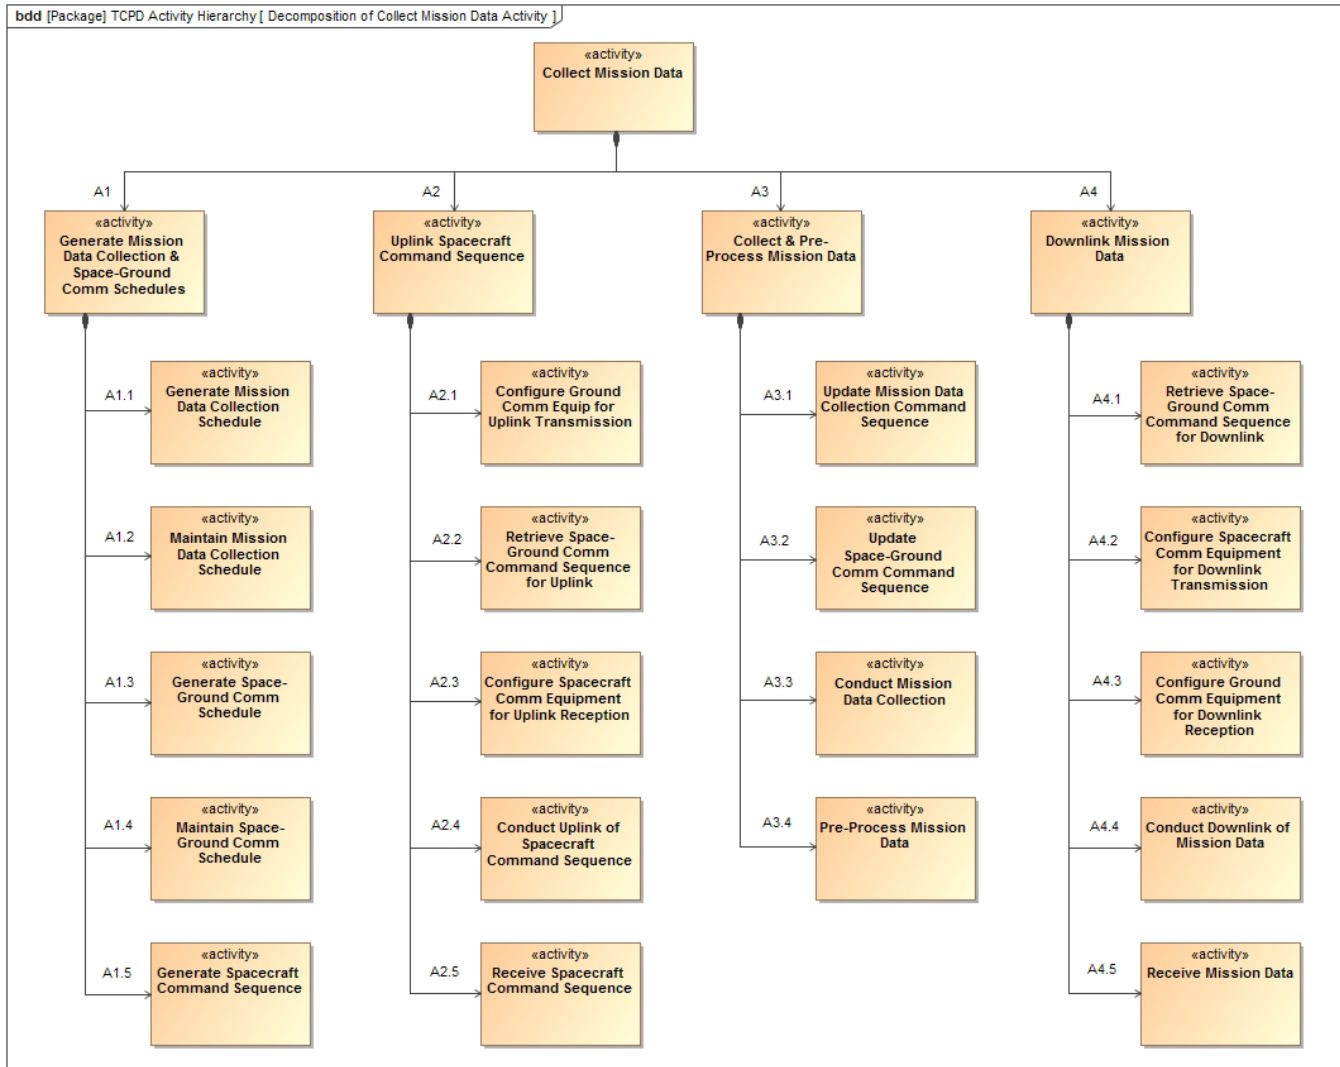 bdd [Package] TCPD Activity Hierarchy [ Decomposition of Collect Mission Data Activity ]
«activity»
Collect Mission Data
A1
A2
A3
A4
«activity»
Generate Mission
Data Collection &
Space-Ground
Comm Schedules
«activity»
Uplink Spacecraft
Command Sequence
«activity»
Collect & Pre-
Process Mission Data
«activity»
Downlink Mission
Data
A1.1
«activity»
Generate Mission
Data Collection
Schedule
A1.2
«activity»
Maintain Mission
Data Collection
Schedule
A1.3
«activity»
Generate Space-
Ground Comm
Schedule
A1.4
«activity»
Maintain Space-
Ground Comm
Schedule
A1.5
«activity»
Generate Spacecraft
Command Sequence
A2.1
«activity»
Configure Ground
Comm Equip for
Uplink Transmission
A2.2
«activity»
Retrieve Space-
Ground Comm
Command Sequence
for Uplink
A2.3
«activity»
Configure Spacecraft
Comm Equipment
for Uplink Reception
A2.4
«activity»
Conduct Uplink of
Spacecraft
Command Sequence
A2.5
«activity»
Receive Spacecraft
Command Sequence
A3.1
«activity»
Update Mission Data
Collection Command
Sequence
A3.2
«activity»
Update
Space-Ground
Comm Command
Sequence
A3.3
«activity»
Conduct Mission
Data Collection
A3.4
«activity»
Pre-Process Mission
Data
A4.1
«activity»
Retrieve Space-
Ground Comm
Command Sequence
for Downlink
A4.2
«activity»
Configure Spacecraft
Comm Equipment
for Downlink
Transmission
A4.3
«activity»
Configure Ground
Comm Equipment
for Downlink
Reception
A4.4
«activity»
Conduct Downlink of
Mission Data
A4.5
«activity»
Receive Mission Data